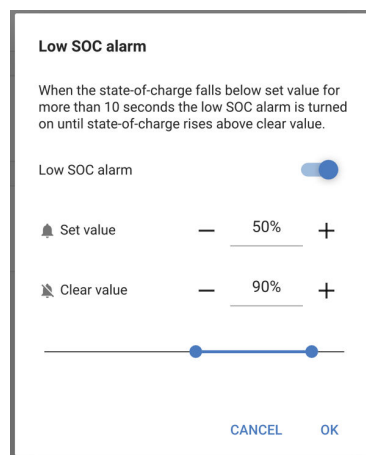 Low SOC alarm
When the state-of-charge falls below set value for
more than 10 seconds the low SOC alarm is turned
on until state-of-charge rises above clear value.
Low SOC alarm
Set value − 50% +
Clear value − 90% +
CANCEL OK